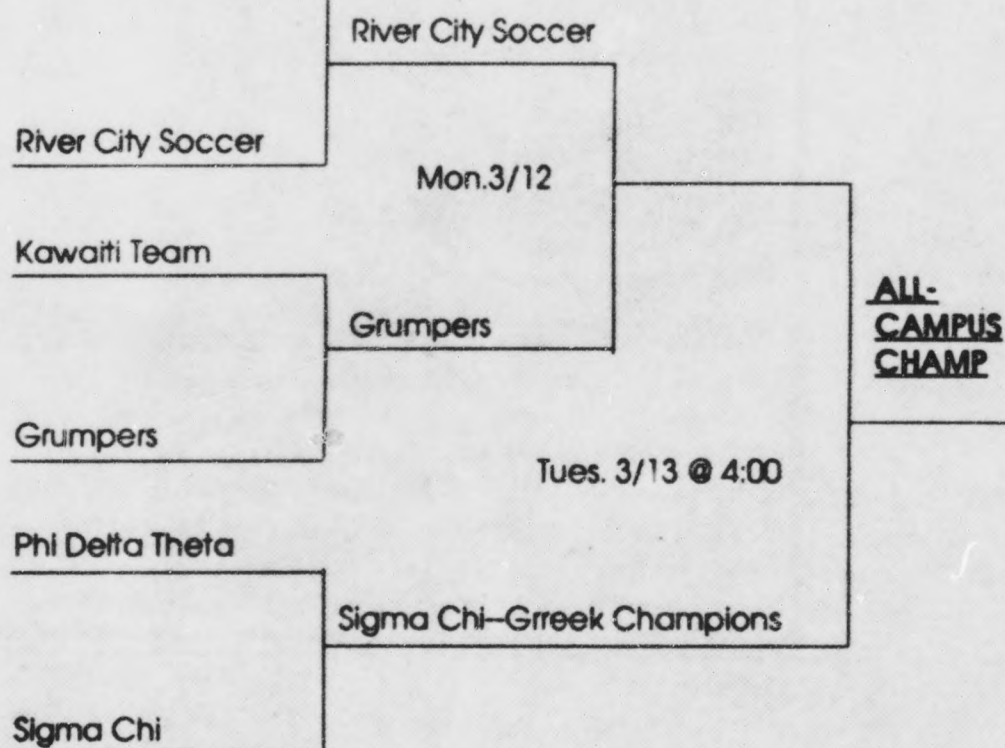 River City Soccer
River City Soccer
Mon.3/12
Kawaiti Team
Grumpers
Grumpers
ALL-
CAMPUS
CHAMP
Tues. 3/13 @ 4:00
Phi Delta Theta
Sigma Chi--Grreek Champions
Sigma Chi